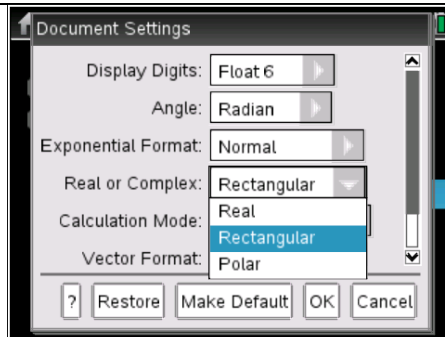 Document Settings
Display Digits: Float 6
Angle: Radian
Exponential Format: Normal
Real or Complex: Rectangular
Real
Calculation Mode:
Rectangular
Vector Format:
Polar
? Restore Make Default OK Cancel